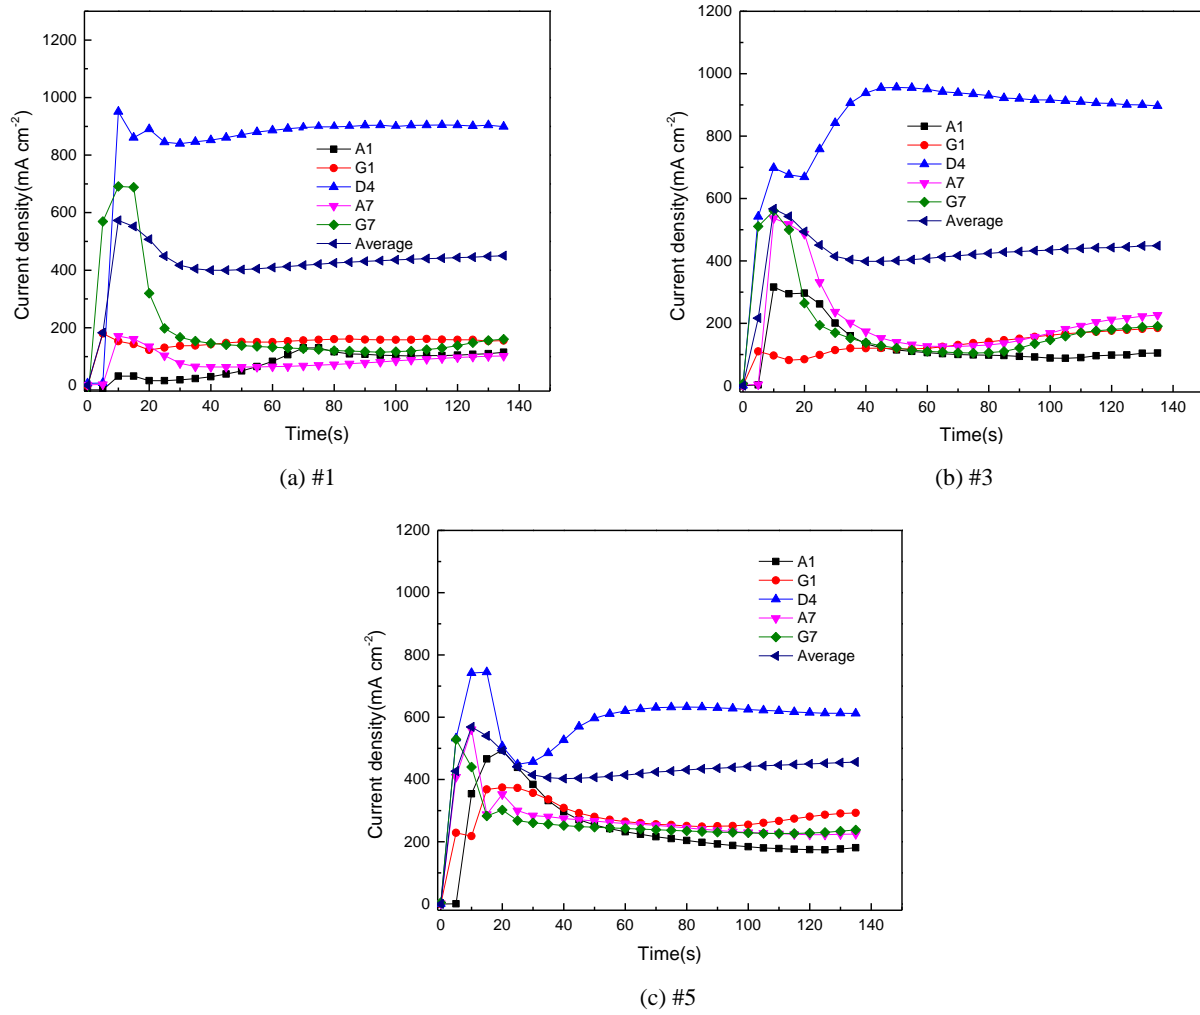 1200
1000
800
600
400
200
0
Current density(mA cm-2)
A1
G1
D4
A7
G7
Average
0 20 40 60 80 100 120 140
Time(s)
(a) #1
1200
1000
800
600
400
200
0
Current density(mA cm-2)
A1
G1
D4
A7
G7
Average
0 20 40 60 80 100 120 140
Time(s)
(b) #3
1200
1000
800
600
400
200
0
Current density(mA cm-2)
A1
G1
D4
A7
G7
Average
0 20 40 60 80 100 120 140
Time(s)
(c) #5